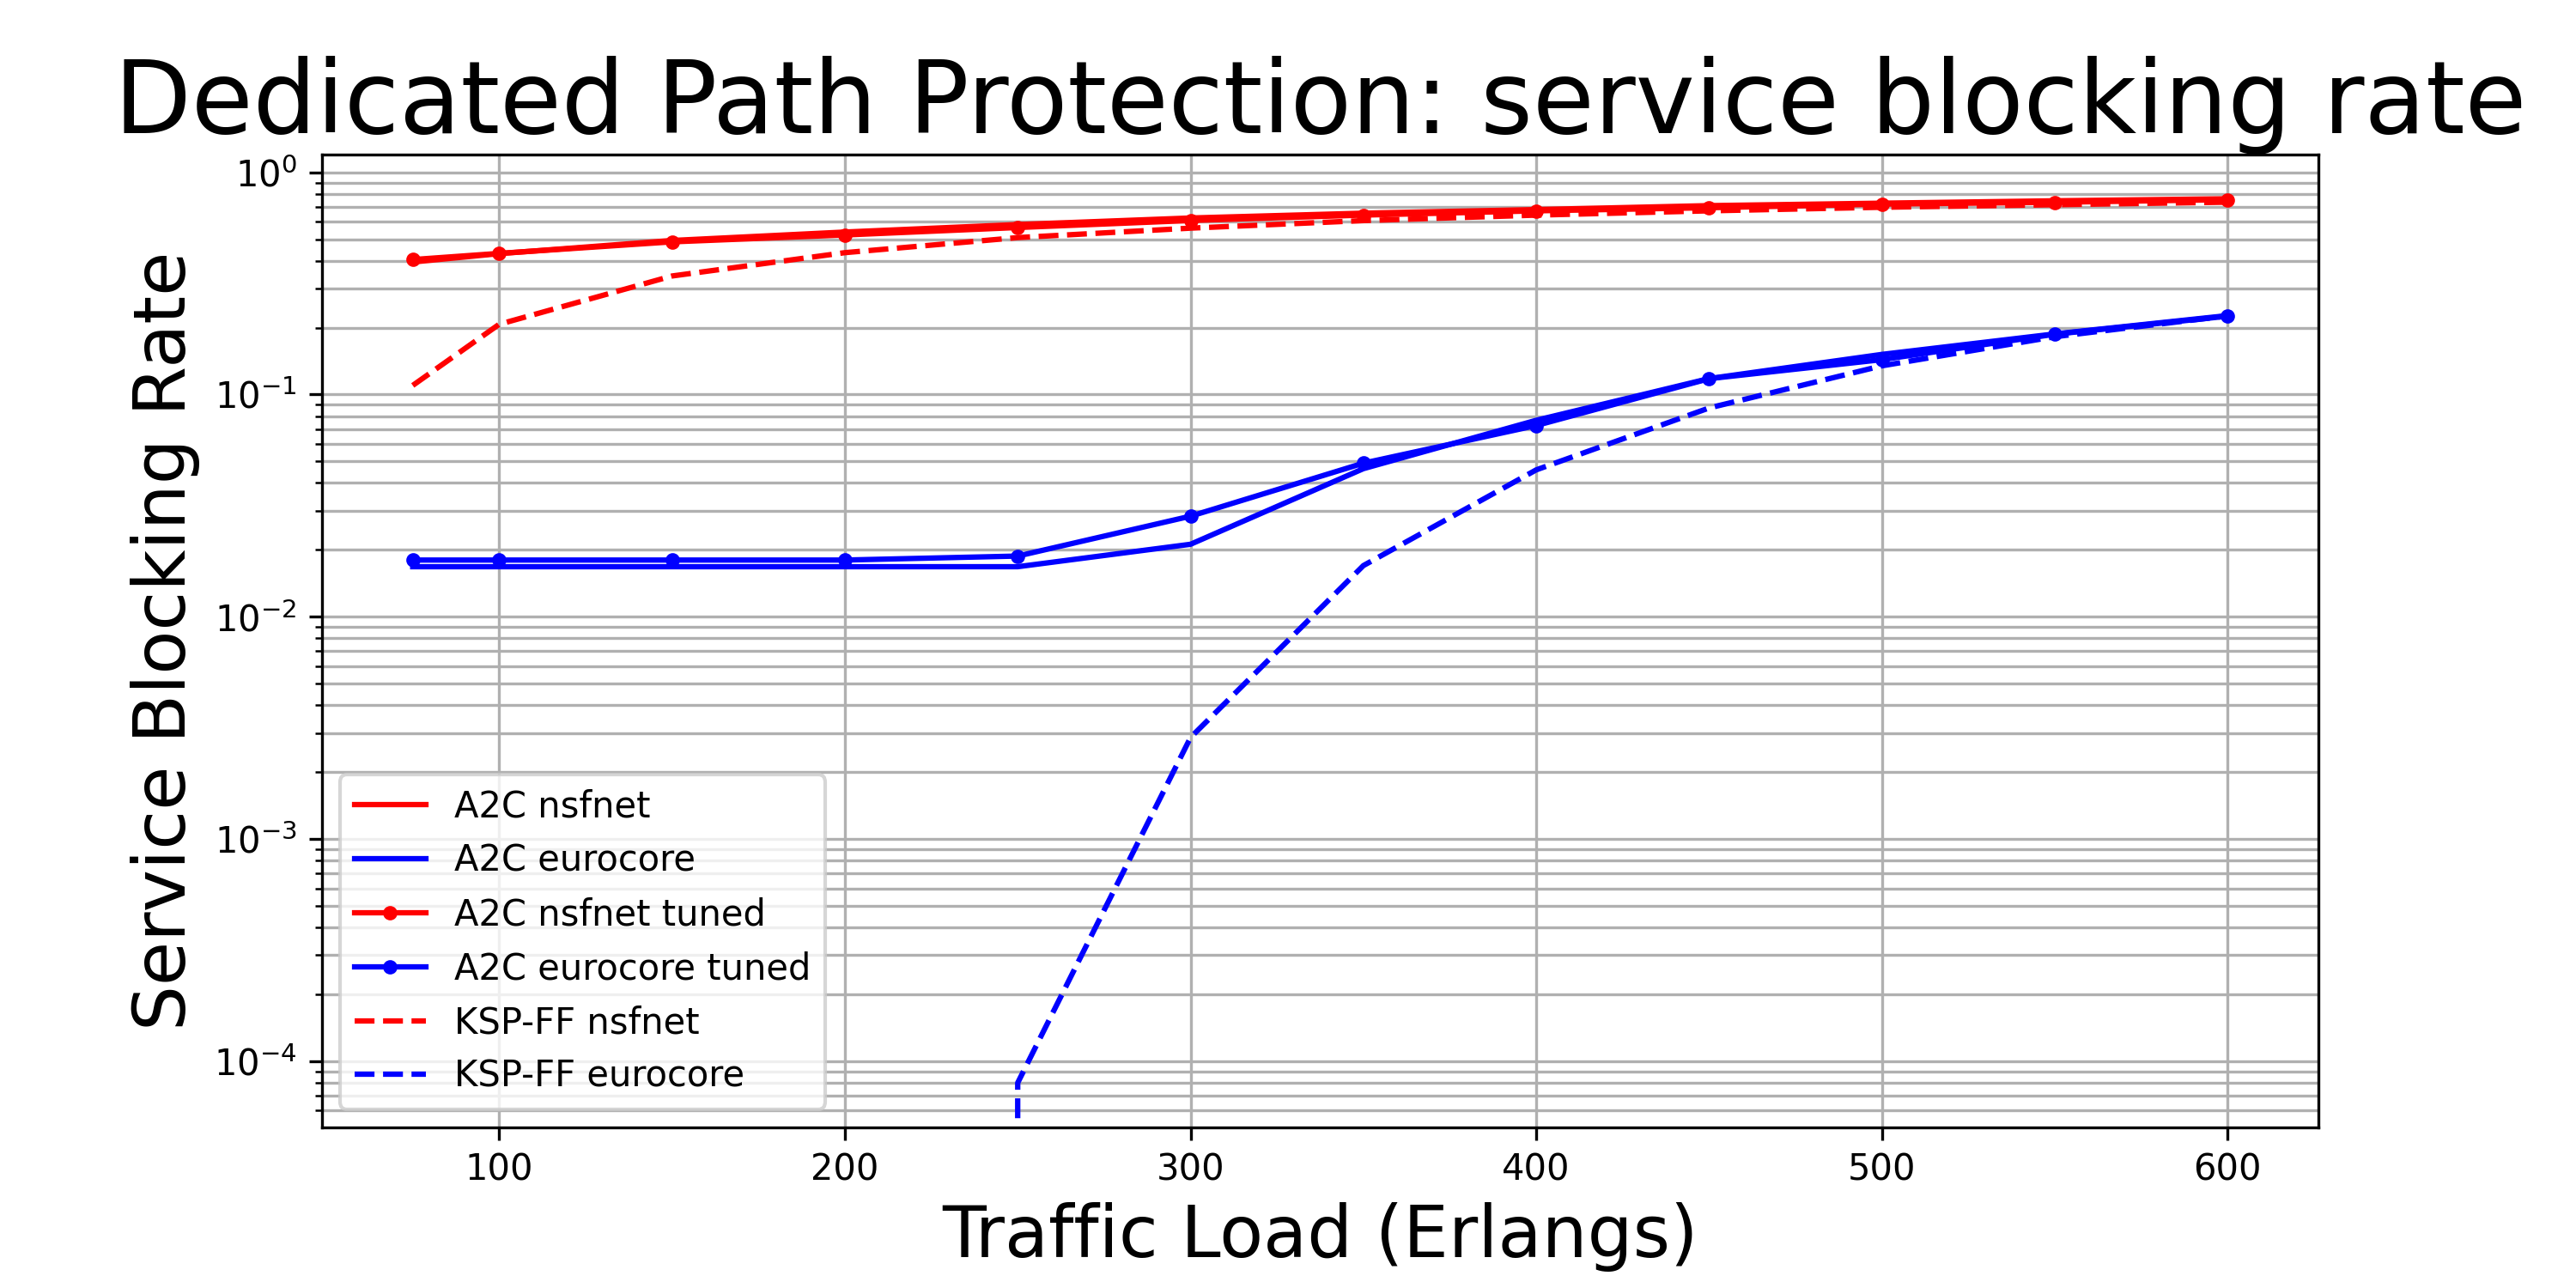 Dedicated Path Protection: service blocking rate
Service Blocking Rate
10⁰
10⁻¹
10⁻²
10⁻³
10⁻⁴
A2C nsfnet
A2C eurocore
A2C nsfnet tuned
A2C eurocore tuned
KSP-FF nsfnet
KSP-FF eurocore
100 200 300 400 500 600
Traffic Load (Erlangs)